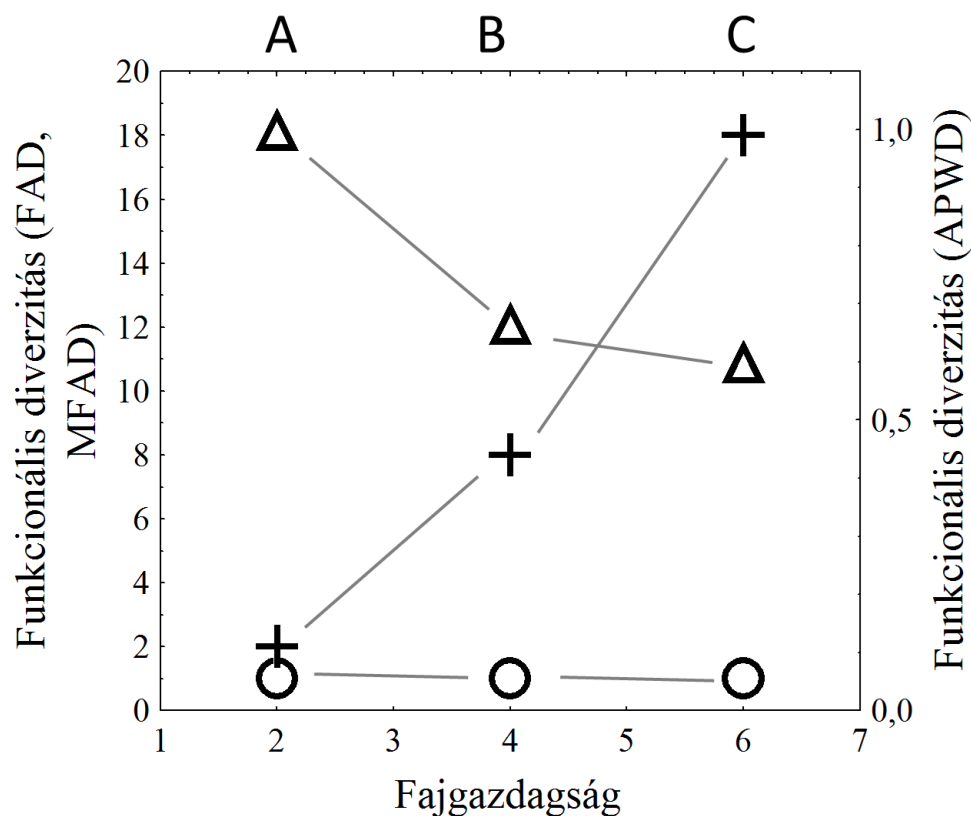 A B C
Funkcionális diverzitás (FAD,
MFAD)
20
18
16
14
12
10
8
6
4
2
0
1,0
0,5
0,0
Funkcionális diverzitás (APWD)
1 2 3 4 5 6 7
Fajgazdagság